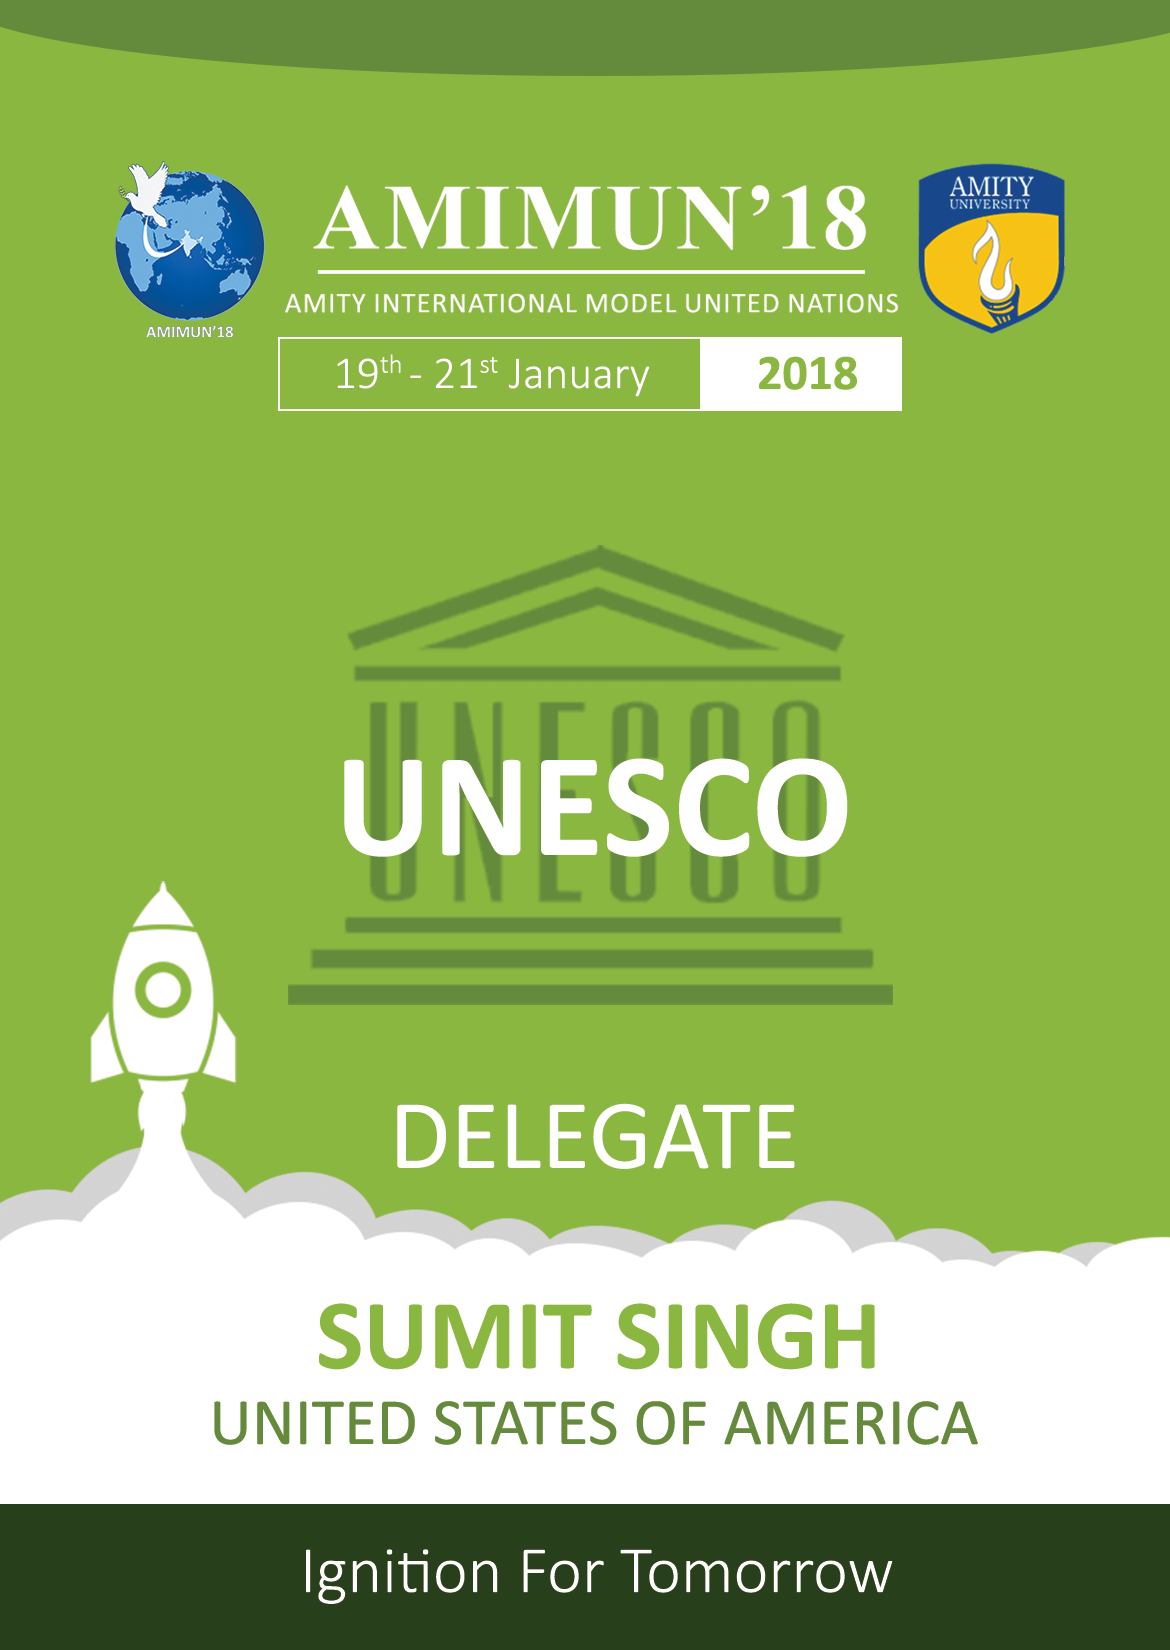 AMIMUN'18
AMITY INTERNATIONAL MODEL UNITED NATIONS
AMIMUN'18
AMITY
UNIVERSITY
19th - 21st January 2018
UNESCO
UNESCO
DELEGATE
SUMIT SINGH
UNITED STATES OF AMERICA
Ignition For Tomorrow